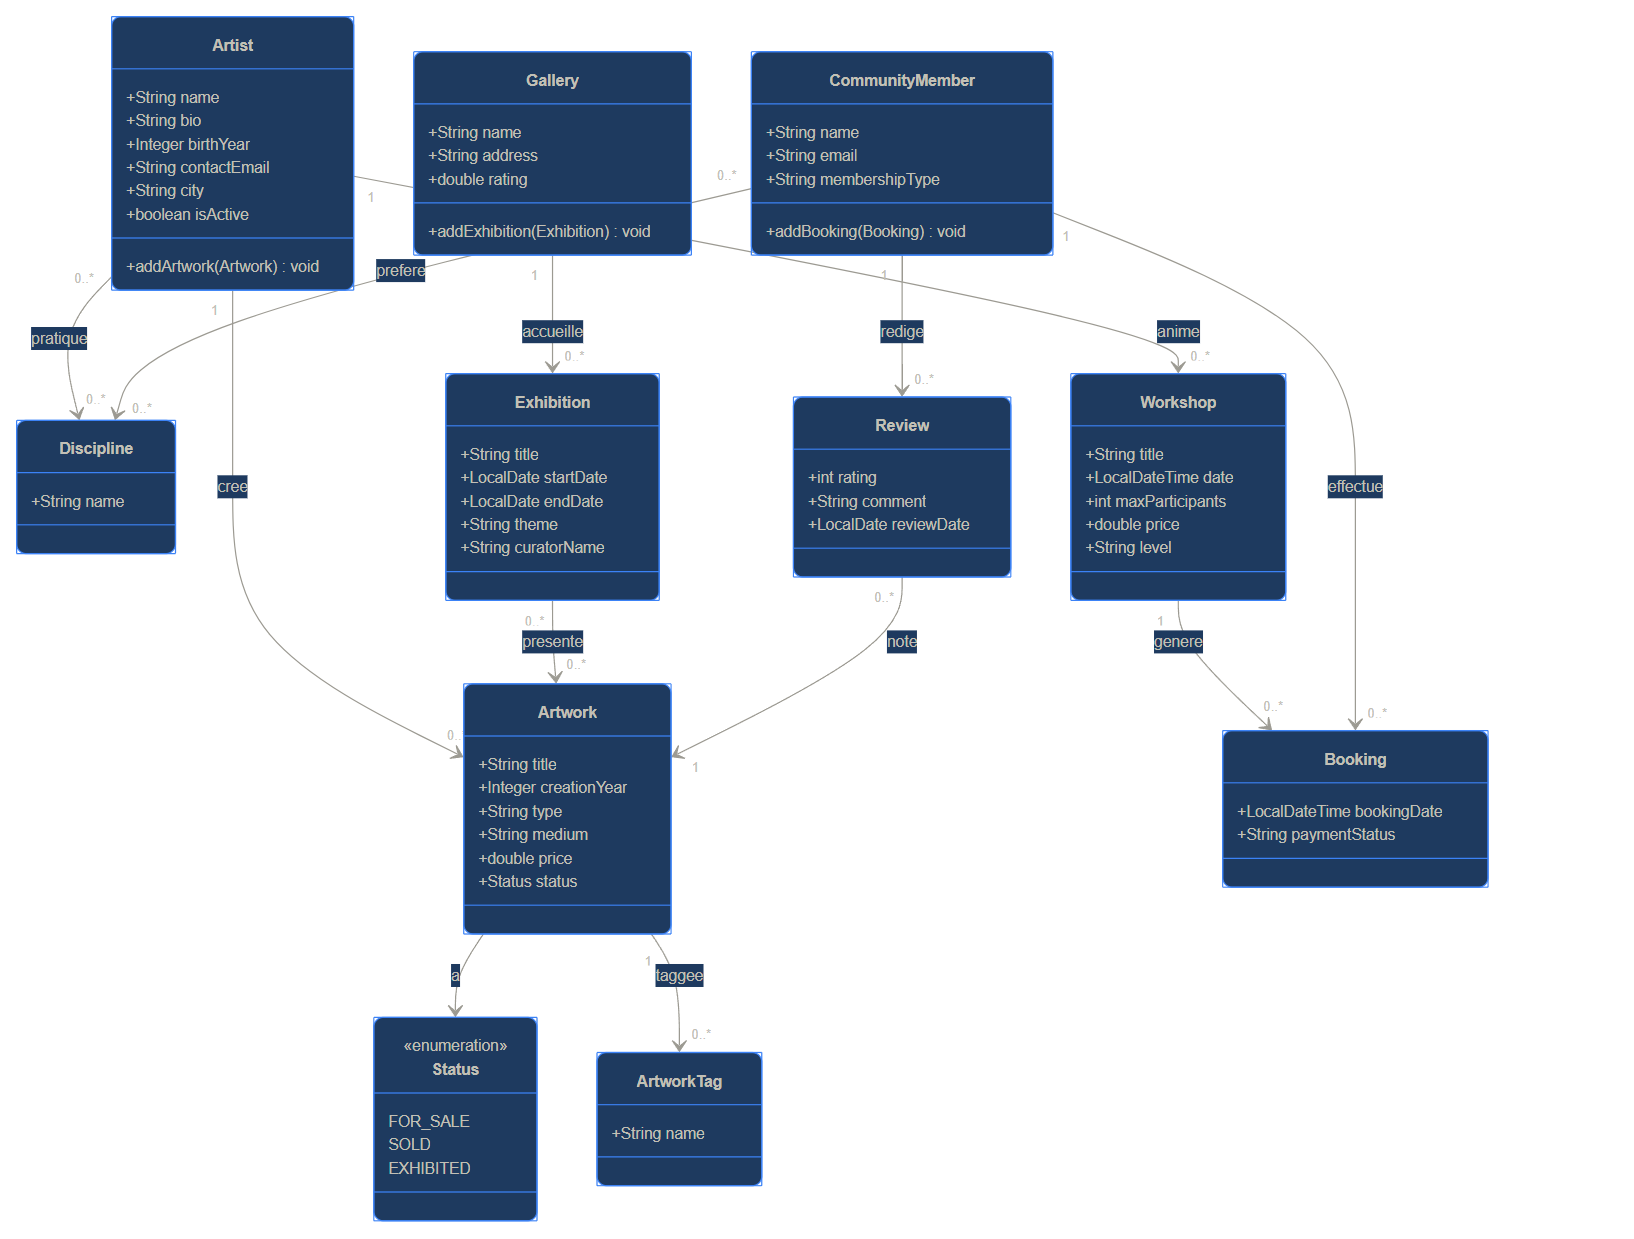 Artist
+String name
+String bio
+Integer birthYear
+String contactEmail
+String city
+boolean isActive
+addArtwork(Artwork) : void
Gallery
+String name
+String address
+double rating
+addExhibition(Exhibition) : void
CommunityMember
+String name
+String email
+String membershipType
+addBooking(Booking) : void
1
0..*
1
0..*
1
1
1
prefere
pratique
accueille
redige
anime
0..*
0..*
0..*
0..*
0..*
Discipline
+String name
cree
Exhibition
+String title
+LocalDate startDate
+LocalDate endDate
+String theme
+String curatorName
Review
+int rating
+String comment
+LocalDate reviewDate
Workshop
+String title
+LocalDateTime date
+int maxParticipants
+double price
+String level
effectue
0..*
presente
0..*
0..*
note
1
1
genere
0..*
0..*
0..
Artwork
+String title
+Integer creationYear
+String type
+String medium
+double price
+Status status
Booking
+LocalDateTime bookingDate
+String paymentStatus
a
1
taggee
0..*
«enumeration»
Status
FOR_SALE
SOLD
EXHIBITED
ArtworkTag
+String name